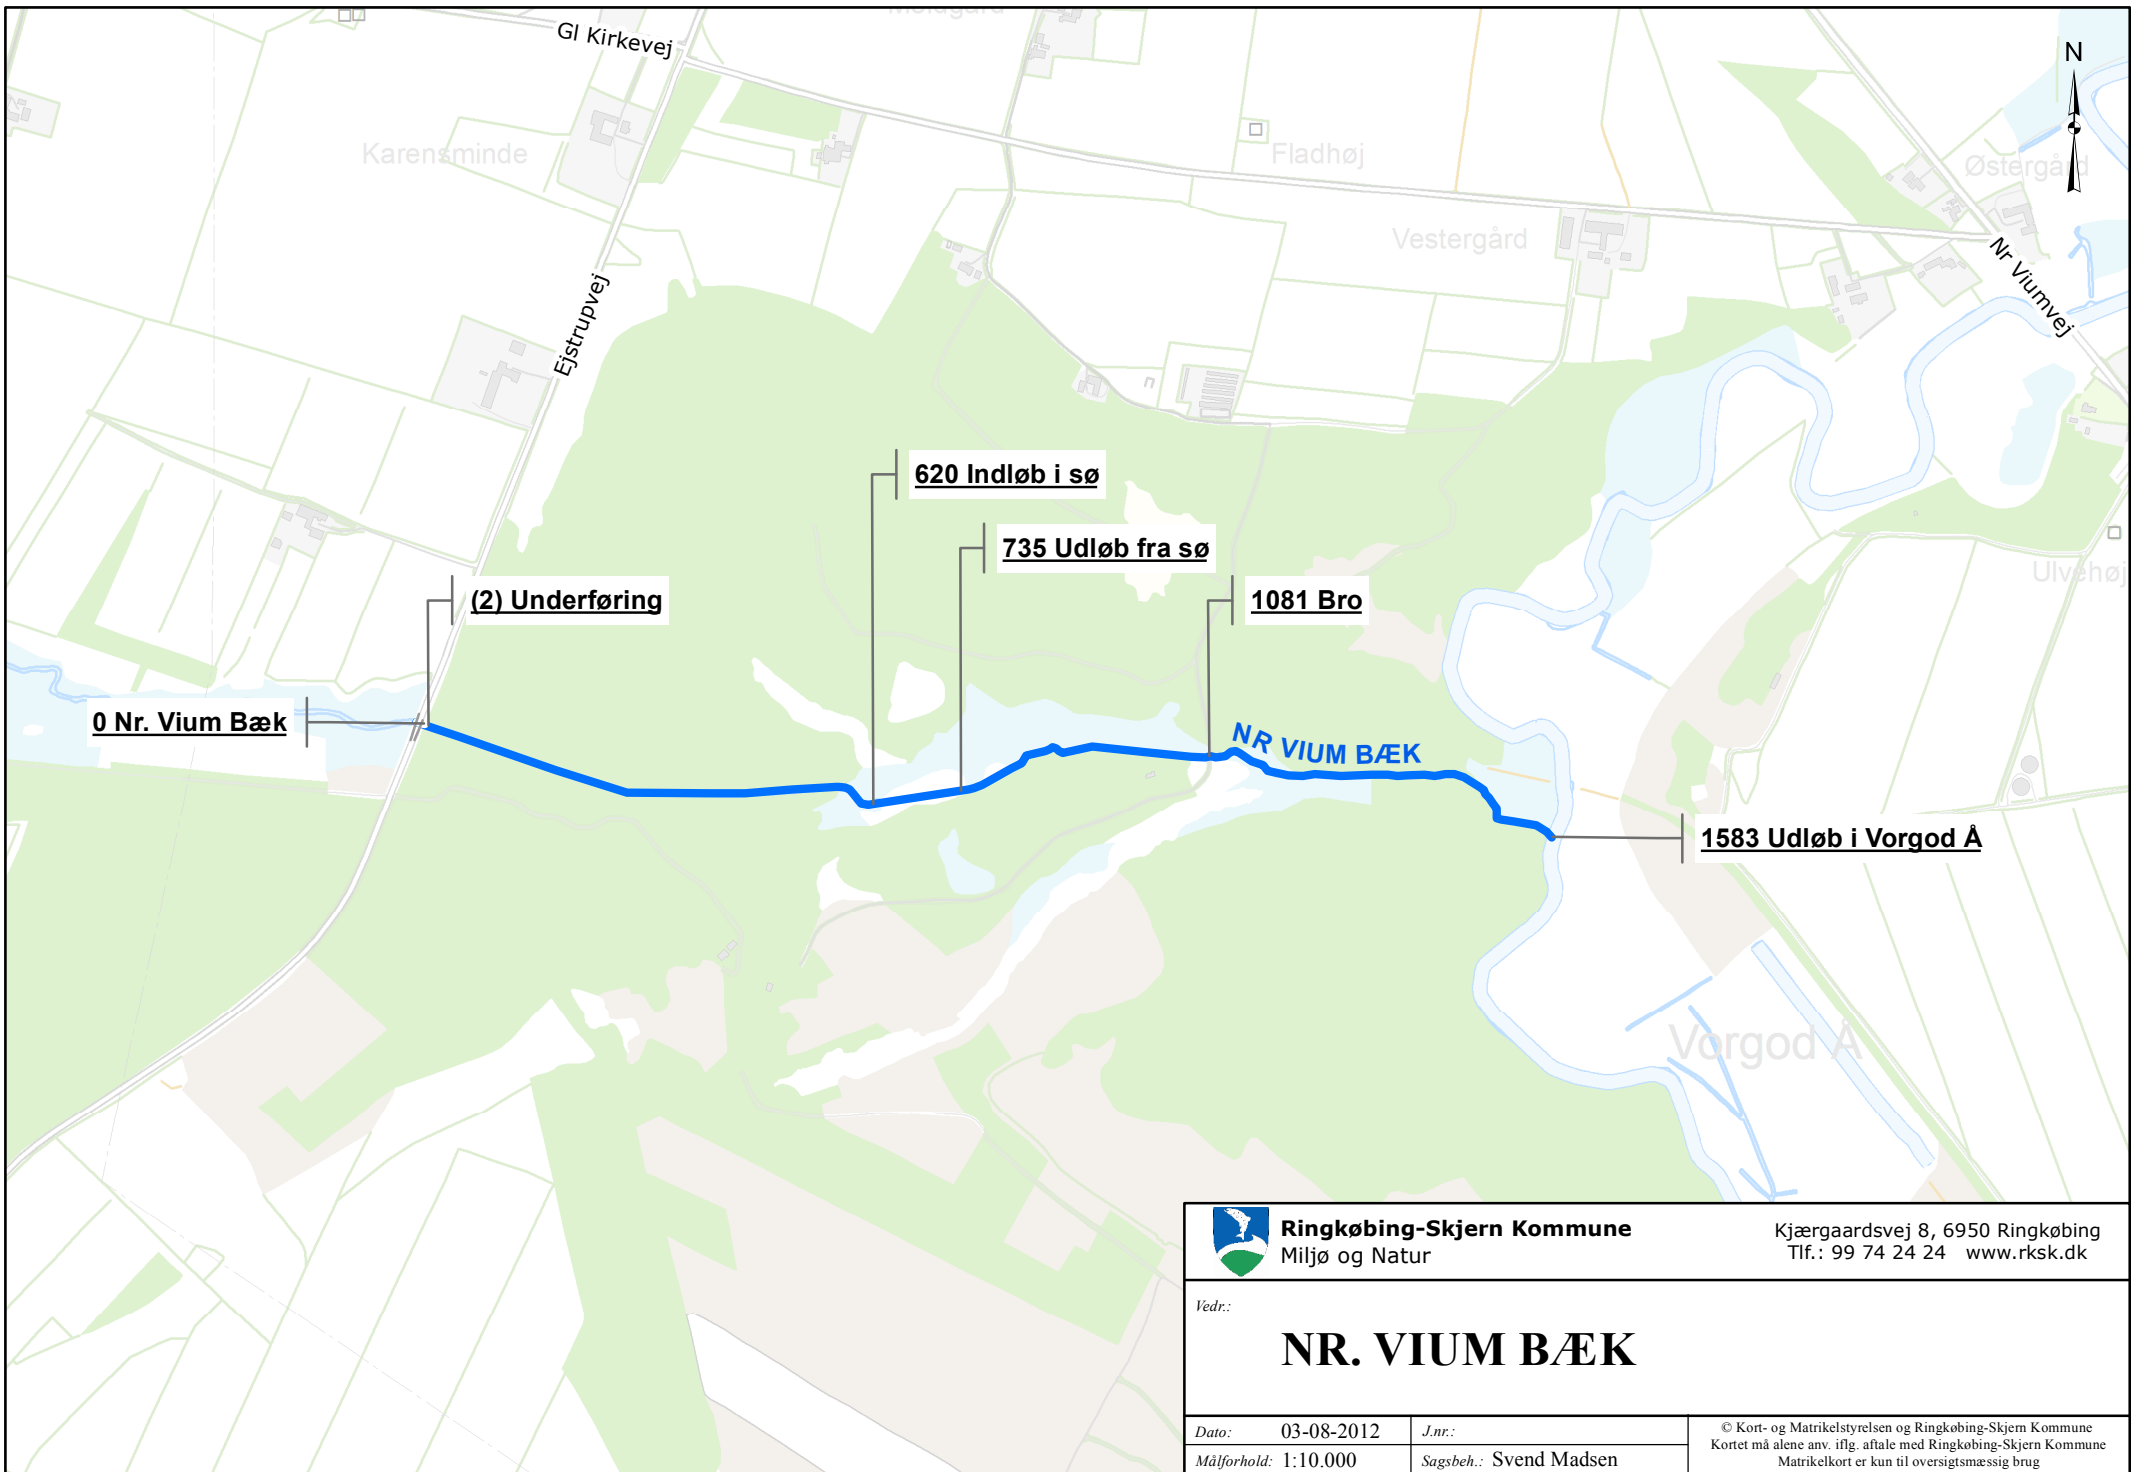 Gl Kirkevej
Karensminde
Fladhøj
Østergård
Vestergård
Nr Viumvej
Ejstrupvej
620 Indløb i sø
735 Udløb fra sø
Ulvehøj
(2) Underføring
1081 Bro
0 Nr. Vium Bæk
NR VIUM BÆK
1583 Udløb i Vorgod Å
Vorgod Å
N
Ringkøbing-Skjern Kommune
Miljø og Natur
Kjærgaardsvej 8, 6950 Ringkøbing
Tlf.: 99 74 24 24 www.rksk.dk
Vedr.:
NR. VIUM BÆK
Dato: 03-08-2012
J.nr.:
Målforhold: 1:10.000
Sagsbeh.: Svend Madsen
© Kort- og Matrikelstyrelsen og Ringkøbing-Skjern Kommune
Kortet må alene anv. iflg. aftale med Ringkøbing-Skjern Kommune
Matrikelkort er kun til oversigtsmæssig brug